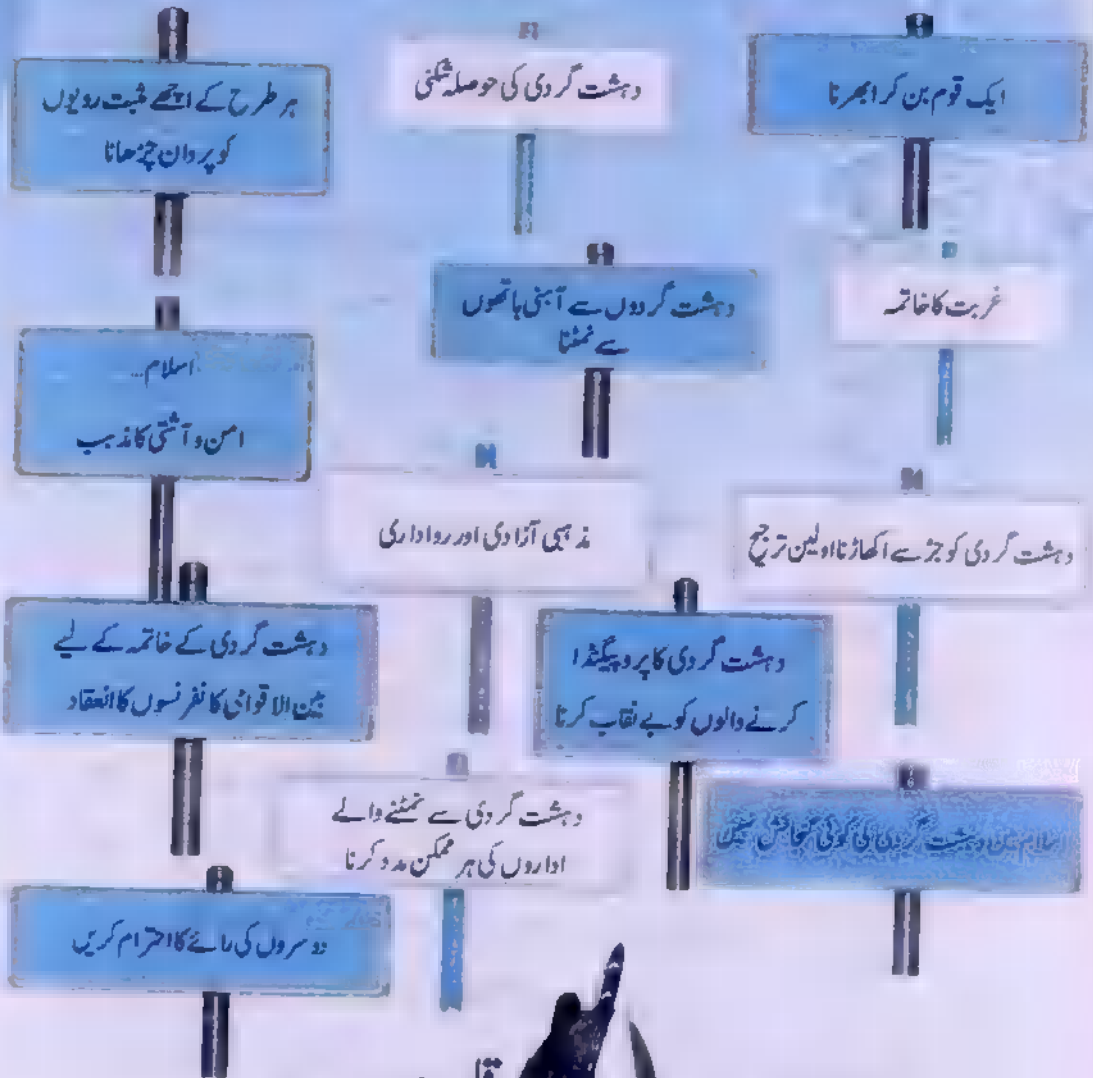 ایک قوم بن کر ابھرنا
دہشت گردی کی حوصلہ شکنی
ہر طرح کے اچھے مثبت رویوں
کو پروان چڑھانا
غربت کا خاتمہ
دہشت گردوں سے آہنی ہاتھوں
سے نمٹنا
اسلام...
امن و آشتی کا مذہب
دہشت گردی کو جڑ سے اکھاڑنا اولین ترجیح
مذہبی آزادی اور رواداری
دہشت گردی کا پروپیگنڈا
کرنے والوں کو بے نقاب کرنا
دہشت گردی کے خاتمہ کے لیے
بین الاقوامی کانفرنسوں کا انعقاد
اسلام میں دہشت گردی کی کوئی گنجائش نہیں
دہشت گردی سے نمٹنے والے
اداروں کی ہر ممکن مدد کرنا
دوسروں کی رائے کا احترام کریں